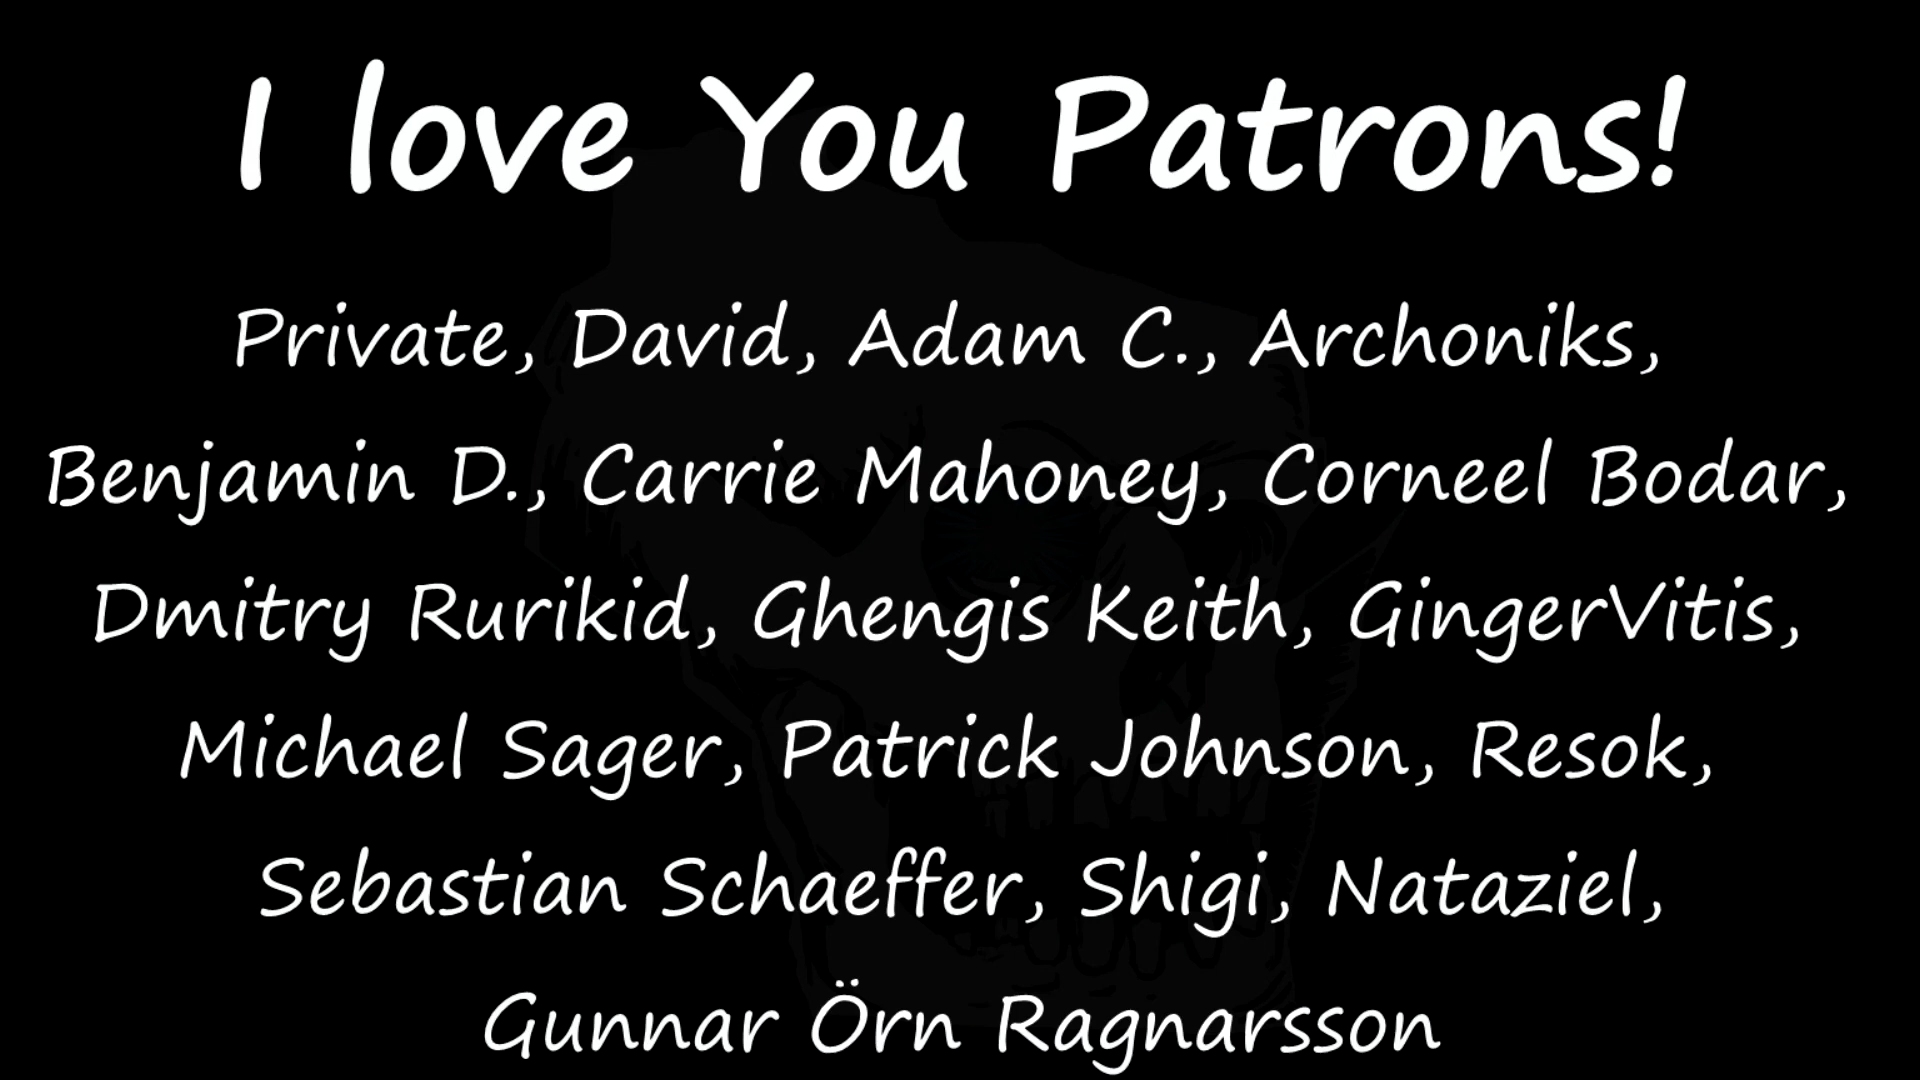 I love You Patrons!
Private, David, Adam C., Archoniks,
Benjamin D., Carrie Mahoney, Corneel Bodar,
Dmitry Rurikid, Ghengis Keith, GingerVitis,
Michael Sager, Patrick Johnson, Resok,
Sebastian Schaeffer, Shigi, Nataziel,
Gunnar Örn Ragnarsson